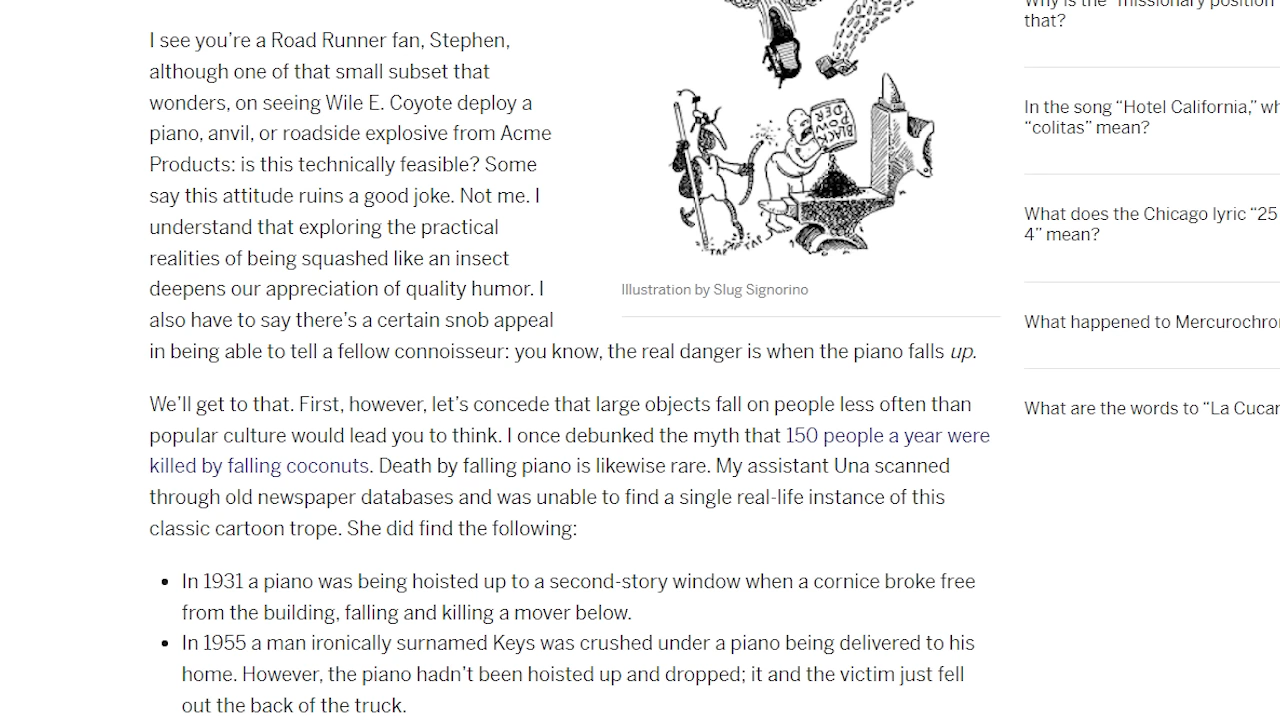 I see you’re a Road Runner fan, Stephen,
although one of that small subset that
wonders, on seeing Wile E. Coyote deploy a
piano, anvil, or roadside explosive from Acme
Products: is this technically feasible? Some
say this attitude ruins a good joke. Not me. I
understand that exploring the practical
realities of being squashed like an insect
deepens our appreciation of quality humor. I
also have to say there’s a certain snob appeal
in being able to tell a fellow connoisseur: you know, the real danger is when the piano falls up.
BLACK
POW
DER
TAP TAP TAP
Illustration by Slug Signorino
We’ll get to that. First, however, let’s concede that large objects fall on people less often than
popular culture would lead you to think. I once debunked the myth that 150 people a year were
killed by falling coconuts. Death by falling piano is likewise rare. My assistant Una scanned
through old newspaper databases and was unable to find a single real-life instance of this
classic cartoon trope. She did find the following:
In 1931 a piano was being hoisted up to a second-story window when a cornice broke free
from the building, falling and killing a mover below.
In 1955 a man ironically surnamed Keys was crushed under a piano being delivered to his
home. However, the piano hadn’t been hoisted up and dropped; it and the victim just fell
out the back of the truck.
Why is the “missionary position
that?
In the song “Hotel California,” wh
“colitas” mean?
What does the Chicago lyric “25
4” mean?
What happened to Mercurochro
What are the words to “La Cucar